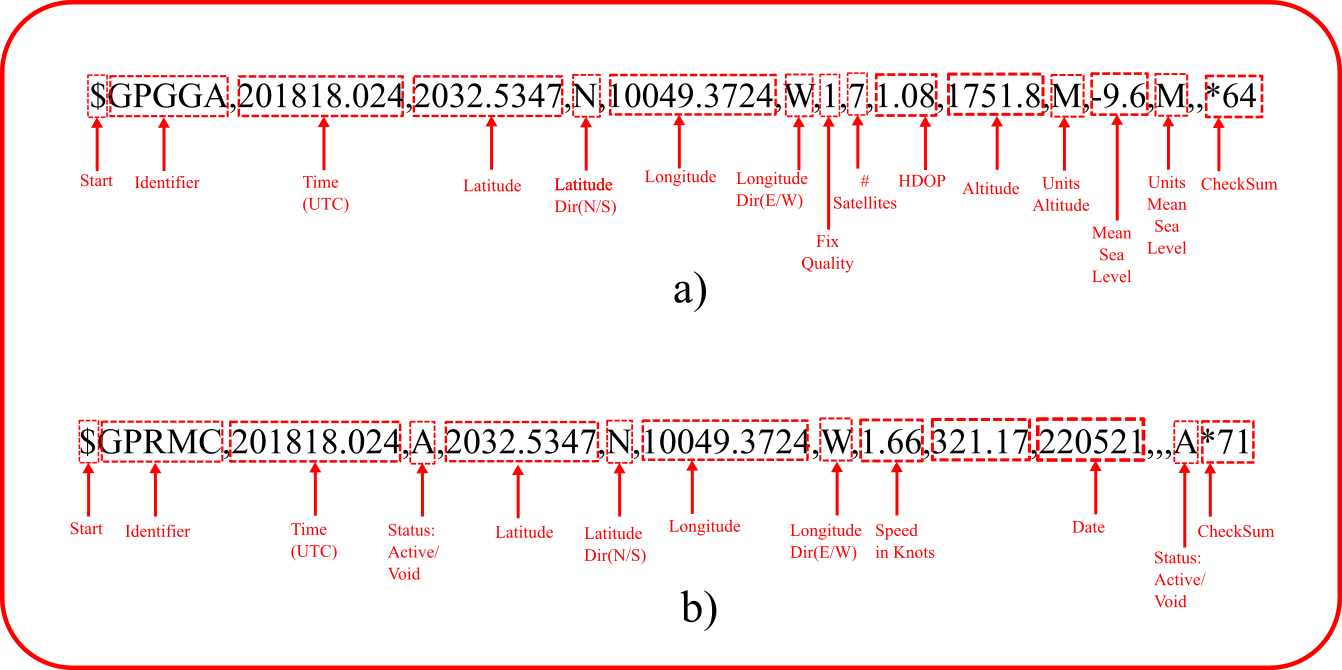 $GPGGA,201818.024,2032.5347,N,10049.3724,W,1,7,1.08,1751.8,M,-9.6,M,,*64
Start
Identifier
Time
(UTC)
Latitude
Latitude
Dir(N/S)
Longitude
Longitude
Dir(E/W)
Fix
Quality
#
Satellites
HDOP
Altitude
Units
Altitude
Mean
Sea
Level
Units
Mean
Sea
Level
CheckSum
a)
$GPRMC,201818.024,A,2032.5347,N,10049.3724,W,1.66,321.17,220521,,,A*71
Start
Identifier
Time
(UTC)
Status:
Active/
Void
Latitude
Latitude
Dir(N/S)
Longitude
Longitude
Dir(E/W)
Speed
in Knots
Date
Status:
Active/
Void
CheckSum
b)